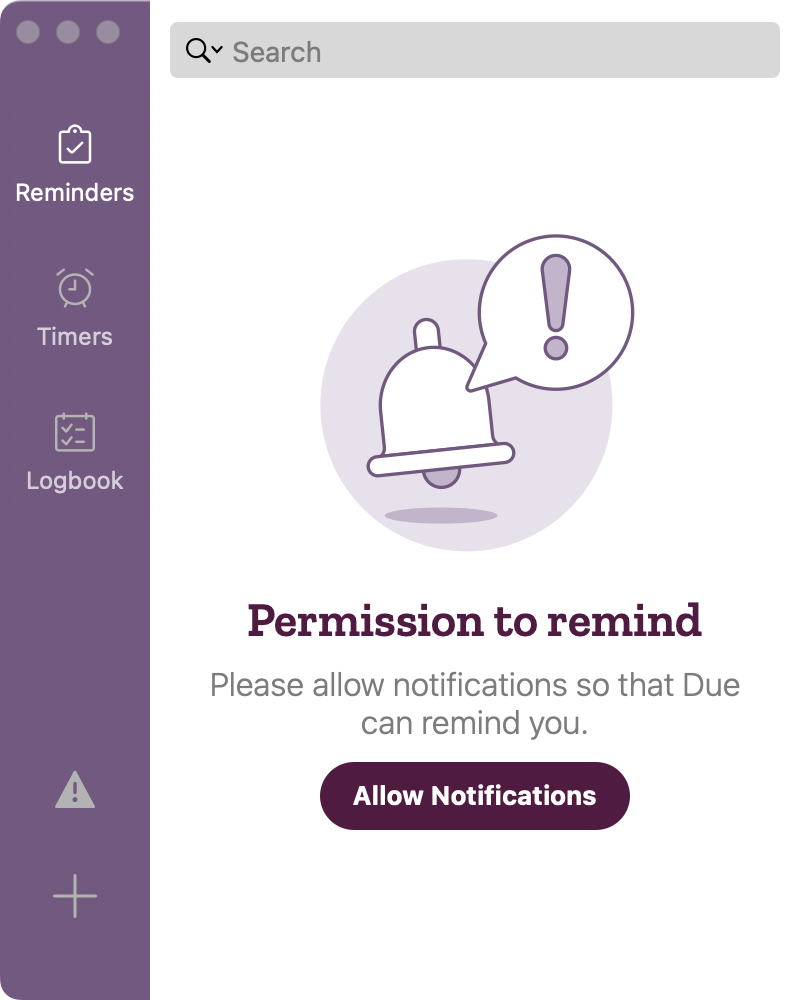 Search
Reminders
Timers
Logbook
Permission to remind
Please allow notifications so that Due
can remind you.
Allow Notifications